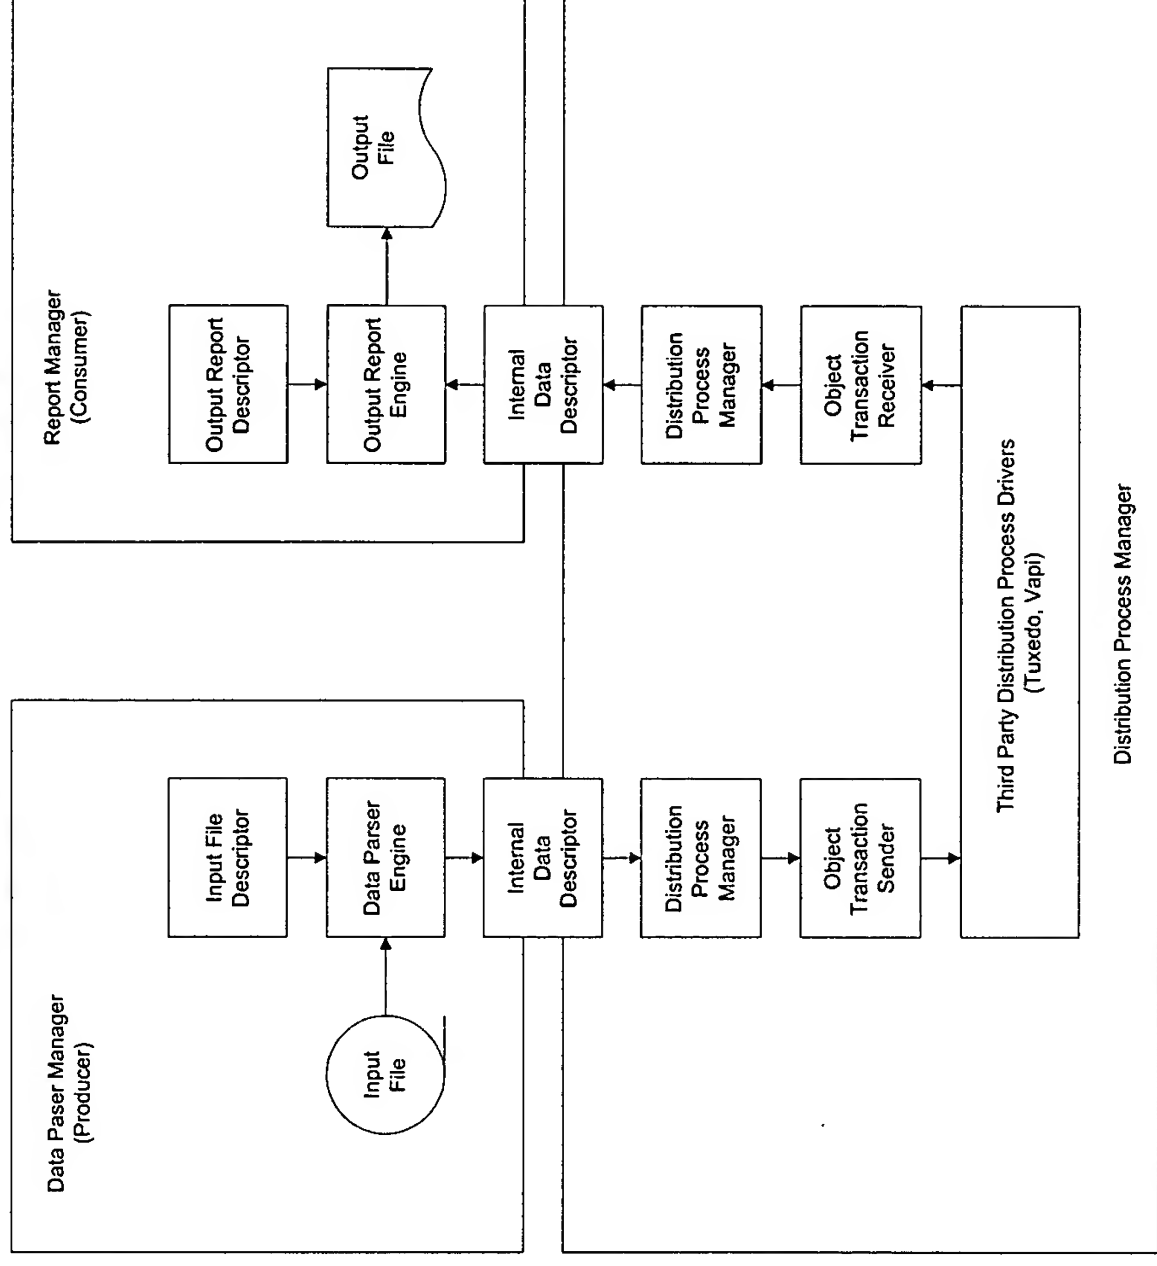 Data Paser Manager
(Producer)
Input File
Descriptor
Input
File
Data Parser
Engine
Internal
Data
Descriptor
Distribution
Process
Manager
Object
Transaction
Sender
Report Manager
(Consumer)
Output Report
Descriptor
Output Report
Engine
Output
File
Internal
Data
Descriptor
Distribution
Process
Manager
Object
Transaction
Receiver
Third Party Distribution Process Drivers
(Tuxedo, Vapi)
Distribution Process Manager